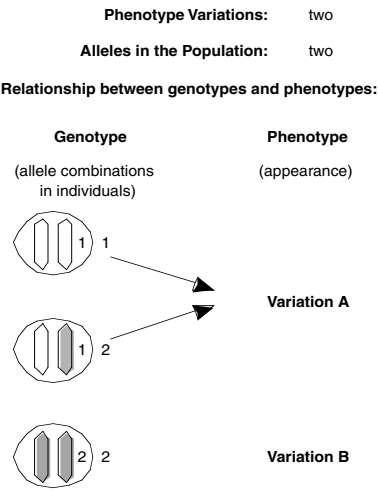 Phenotype Variations: two
Alleles in the Population: two
Relationship between genotypes and phenotypes:
Genotype Phenotype
(allele combinations (appearance)
in individuals)
1 1
Variation A
1 2
2 2 Variation B